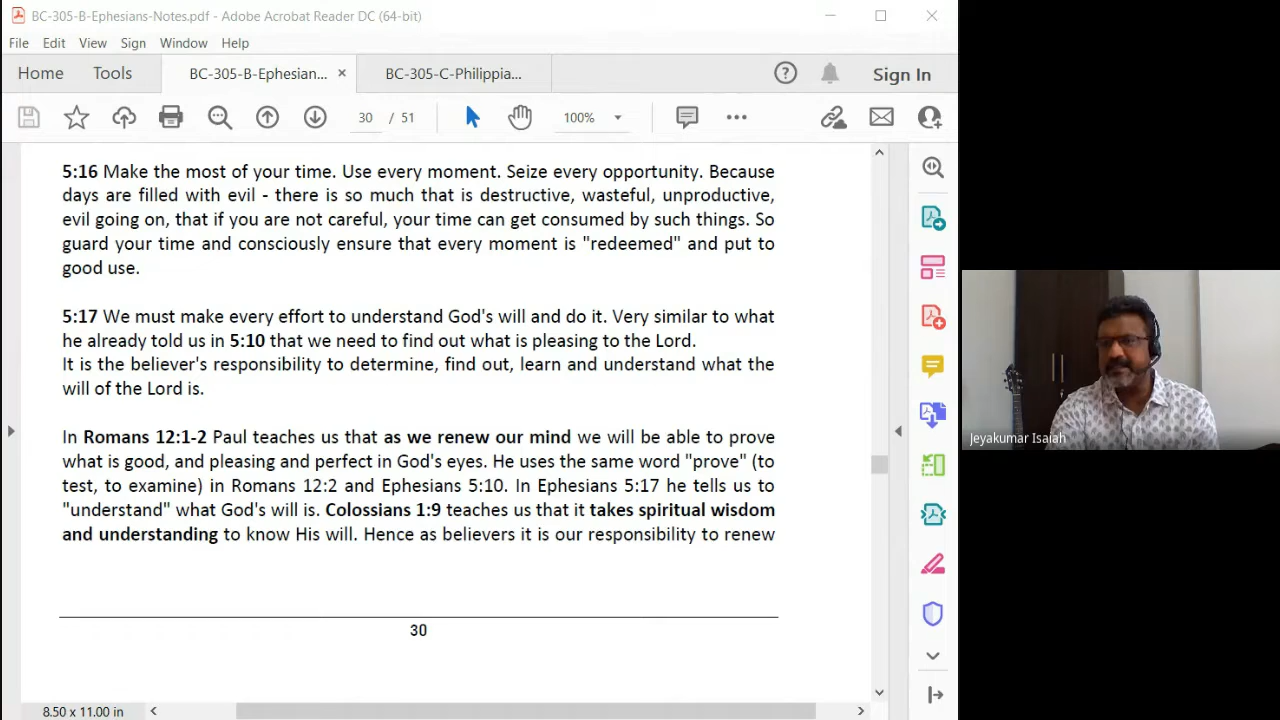 BC-305-B-Ephesians-Notes.pdf - Adobe Acrobat Reader DC (64-bit)
File Edit View Sign Window Help
Home Tools BC-305-B-Ephesian... × BC-305-C-Philippia... Sign In
30 / 51 100%
5:16 Make the most of your time. Use every moment. Seize every opportunity. Because
days are filled with evil - there is so much that is destructive, wasteful, unproductive,
evil going on, that if you are not careful, your time can get consumed by such things. So
guard your time and consciously ensure that every moment is "redeemed" and put to
good use.
5:17 We must make every effort to understand God's will and do it. Very similar to what
he already told us in 5:10 that we need to find out what is pleasing to the Lord.
It is the believer's responsibility to determine, find out, learn and understand what the
will of the Lord is.
In Romans 12:1-2 Paul teaches us that as we renew our mind we will be able to prove
what is good, and pleasing and perfect in God's eyes. He uses the same word "prove" (to
test, to examine) in Romans 12:2 and Ephesians 5:10. In Ephesians 5:17 he tells us to
"understand" what God's will is. Colossians 1:9 teaches us that it takes spiritual wisdom
and understanding to know His will. Hence as believers it is our responsibility to renew
30
8.50 x 11.00 in
Jeyakumar Isaiah